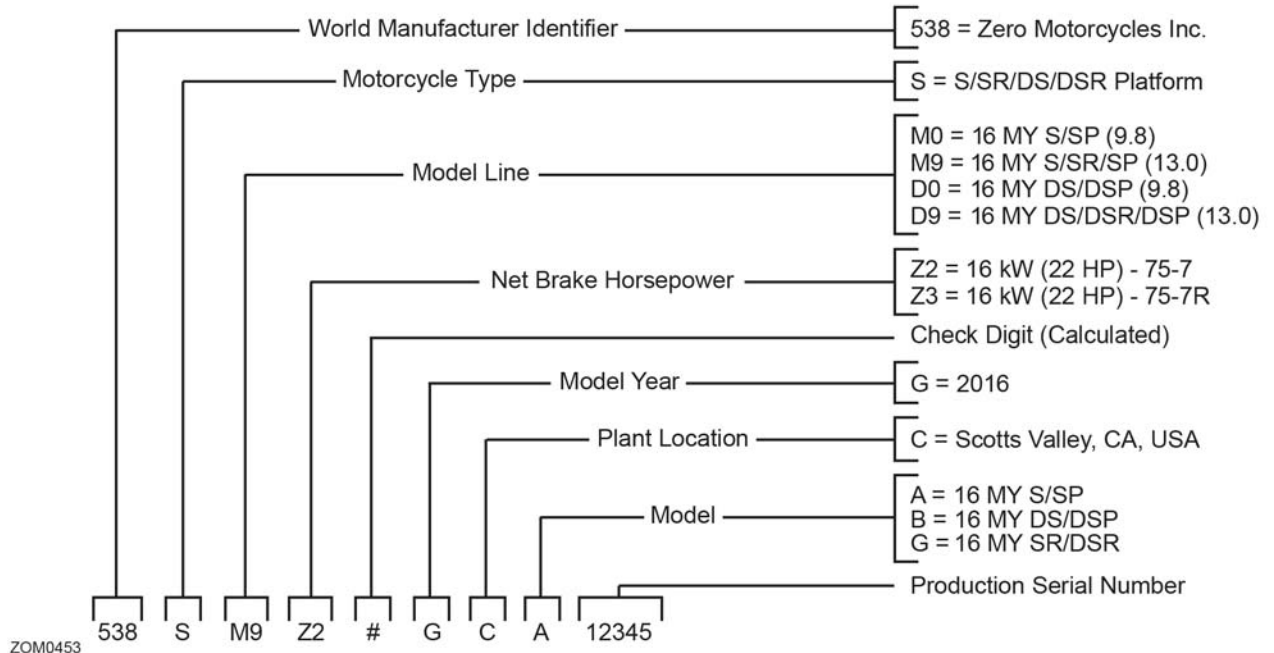 World Manufacturer Identifier
538 = Zero Motorcycles Inc.
Motorcycle Type
S = S/SR/DS/DSR Platform
Model Line
M0 = 16 MY S/SP (9.8)
M9 = 16 MY S/SR/SP (13.0)
D0 = 16 MY DS/DSP (9.8)
D9 = 16 MY DS/DSR/DSP (13.0)
Net Brake Horsepower
Z2 = 16 kW (22 HP) - 75-7
Z3 = 16 kW (22 HP) - 75-7R
Check Digit (Calculated)
Model Year
G = 2016
Plant Location
C = Scotts Valley, CA, USA
Model
A = 16 MY S/SP
B = 16 MY DS/DSP
G = 16 MY SR/DSR
Production Serial Number
538 S M9 Z2 # G C A 12345
ZOM0453